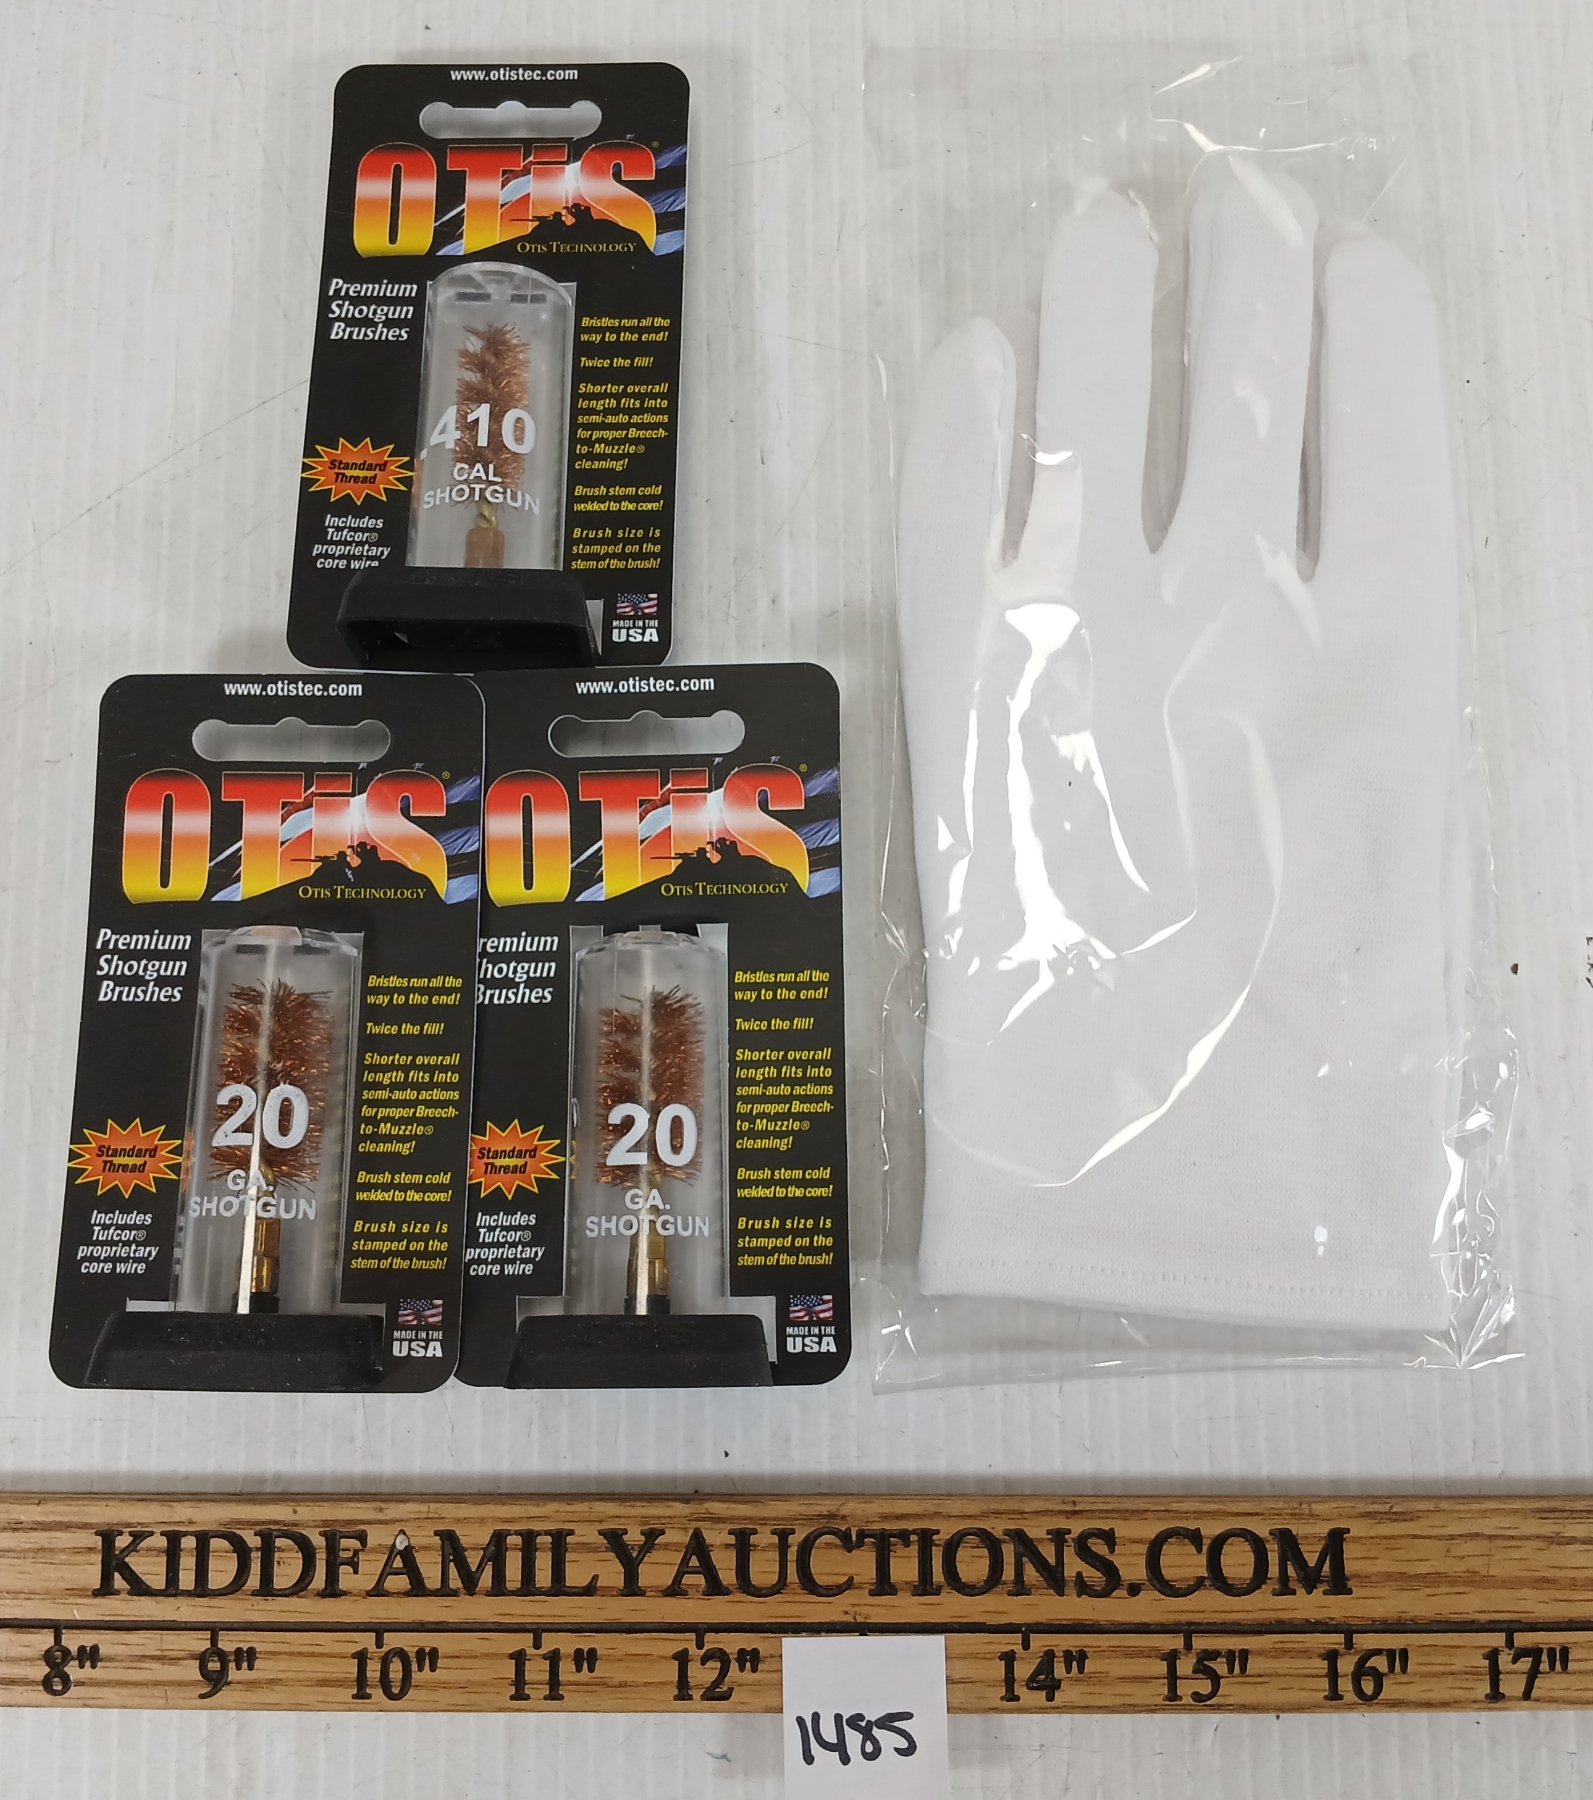 www.otistec.com
OTiS®
OTIS TECHNOLOGY
Premium
Shotgun
Brushes
.410
CAL
SHOTGUN
Standard
Thread
Includes
Tufcor®
proprietary
core wire
Bristles run all the
way to the end!
Twice the fill!
Shorter overall
length fits into
semi-auto actions
for proper Breech-
to-Muzzle®
cleaning!
Brush stem cold
welded to the core!
Brush size is
stamped on the
stem of the brush!
MADE IN THE
USA
www.otistec.com
OTiS®
OTIS TECHNOLOGY
Premium
Shotgun
Brushes
20
GA.
SHOTGUN
Standard
Thread
Includes
Tufcor®
proprietary
core wire
Bristles run all the
way to the end!
Twice the fill!
Shorter overall
length fits into
semi-auto actions
for proper Breech-
to-Muzzle®
cleaning!
Brush stem cold
welded to the core!
Brush size is
stamped on the
stem of the brush!
MADE IN THE
USA
www.otistec.com
OTiS®
OTIS TECHNOLOGY
remium
hotgun
Brushes
20
GA.
SHOTGUN
Standard
Thread
Includes
Tufcor®
proprietary
core wire
Bristles run all the
way to the end!
Twice the fill!
Shorter overall
length fits into
semi-auto actions
for proper Breech-
to-Muzzle®
cleaning!
Brush stem cold
welded to the core!
Brush size is
stamped on the
stem of the brush!
MADE IN THE
USA
KIDDFAMILYAUCTIONS.COM
8" 9" 10" 11" 12" 14" 15" 16" 17"
1485